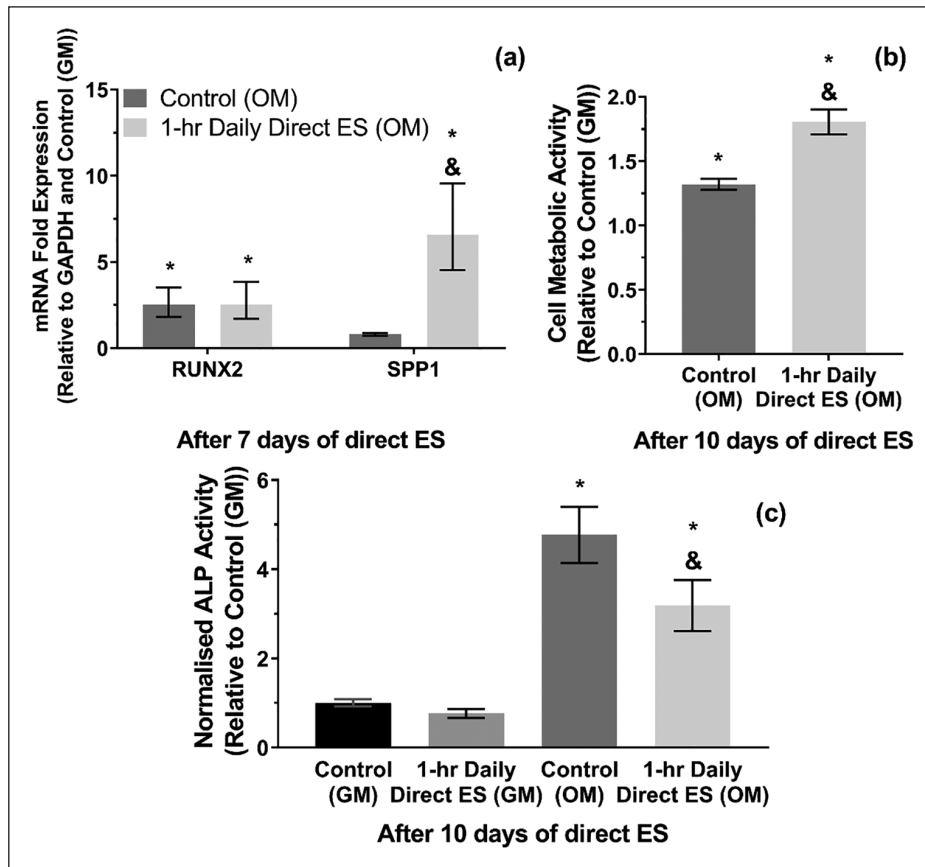 (a)
mRNA Fold Expression
(Relative to GAPDH and Control (GM))
15
10
5
0
Control (OM)
1-hr Daily Direct ES (OM)
* * * &
RUNX2 SPP1
After 7 days of direct ES
(b)
Cell Metabolic Activity
(Relative to Control (GM))
2.0
1.5
1.0
0.5
0.0
* * &
Control
(OM)
1-hr Daily
Direct ES (OM)
After 10 days of direct ES
(c)
Normalised ALP Activity
(Relative to Control (GM))
6
4
2
0
* * &
Control
(GM)
1-hr Daily
Direct ES (GM)
Control
(OM)
1-hr Daily
Direct ES (OM)
After 10 days of direct ES